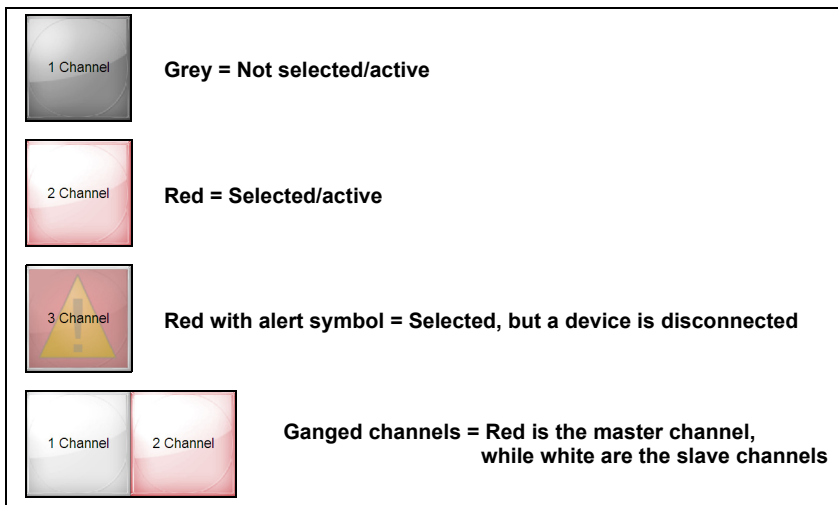 1 Channel
Grey = Not selected/active
2 Channel
Red = Selected/active
3 Channel
Red with alert symbol = Selected, but a device is disconnected
1 Channel 2 Channel
Ganged channels = Red is the master channel,
while white are the slave channels